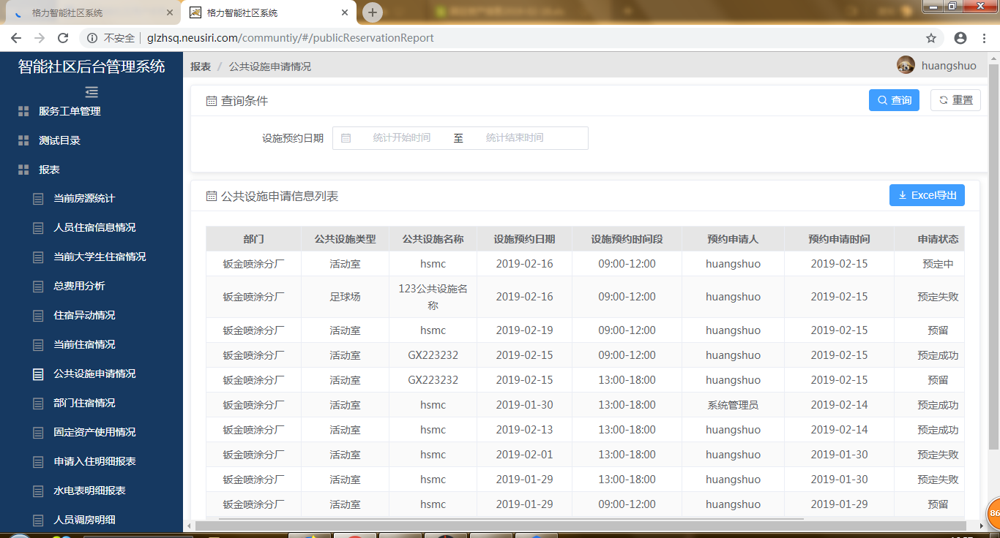 格力智能社区系统
格力智能社区系统
不安全 glzhsq.neusiri.com/communtiy/#/publicReservationReport
智能社区后台管理系统
服务工单管理
测试目录
报表
当前房源统计
人员住宿信息情况
当前大学生住宿情况
总费用分析
住宿异动情况
当前住宿情况
公共设施申请情况
部门住宿情况
固定资产使用情况
申请入住明细报表
水电表明细报表
人员调房明细
报表 / 公共设施申请情况
huangshuo
查询条件
查询 重置
设施预约日期 统计开始时间 至 统计结束时间
公共设施申请信息列表
Excel导出
部门 公共设施类型 公共设施名称 设施预约日期 设施预约时间段 预约申请人 预约申请时间 申请状态
钣金喷涂分厂 活动室 hsmc 2019-02-16 09:00-12:00 huangshuo 2019-02-15 预定中
钣金喷涂分厂 足球场 123公共设施名称 2019-02-16 09:00-12:00 huangshuo 2019-02-15 预定失败
钣金喷涂分厂 活动室 hsmc 2019-02-19 09:00-12:00 huangshuo 2019-02-15 预留
钣金喷涂分厂 活动室 GX223232 2019-02-15 09:00-12:00 huangshuo 2019-02-15 预定成功
钣金喷涂分厂 活动室 GX223232 2019-02-15 13:00-18:00 huangshuo 2019-02-15 预留
钣金喷涂分厂 活动室 hsmc 2019-01-30 13:00-18:00 系统管理员 2019-02-14 预定成功
钣金喷涂分厂 活动室 hsmc 2019-02-13 13:00-18:00 huangshuo 2019-02-14 预定成功
钣金喷涂分厂 活动室 hsmc 2019-02-01 13:00-18:00 huangshuo 2019-01-30 预定失败
钣金喷涂分厂 活动室 hsmc 2019-01-29 13:00-18:00 huangshuo 2019-01-30 预定失败
钣金喷涂分厂 活动室 hsmc 2019-01-29 09:00-12:00 huangshuo 2019-01-29 预留
86